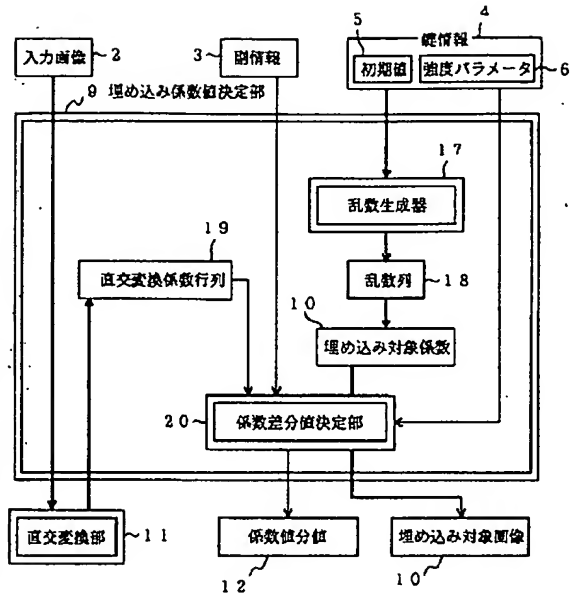 4
鍵情報
5
入力画像
2
3
副情報
初期値
強度パラメータ
6
9 埋め込み係数値決定部
17
乱数生成器
19
直交変換係数行列
乱数列
18
10
埋め込み対象係数
20
係数差分値決定部
直交変換部
11
係数値分値
埋め込み対象画像
12
10